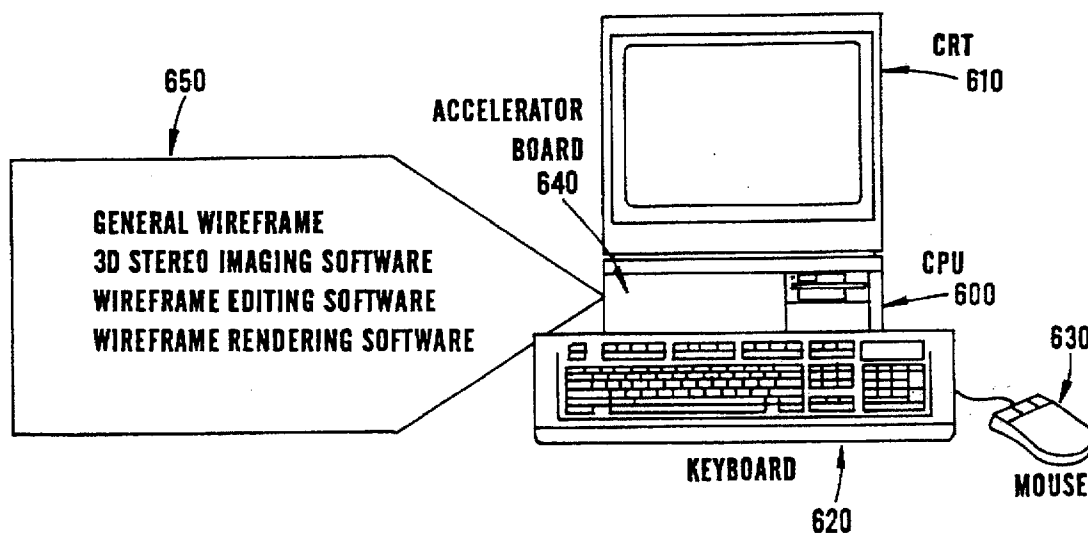 650
GENERAL WIREFRAME
3D STEREO IMAGING SOFTWARE
WIREFRAME EDITING SOFTWARE
WIREFRAME RENDERING SOFTWARE
ACCELERATOR
BOARD
640
CRT
610
CPU
600
630
MOUSE
KEYBOARD
620